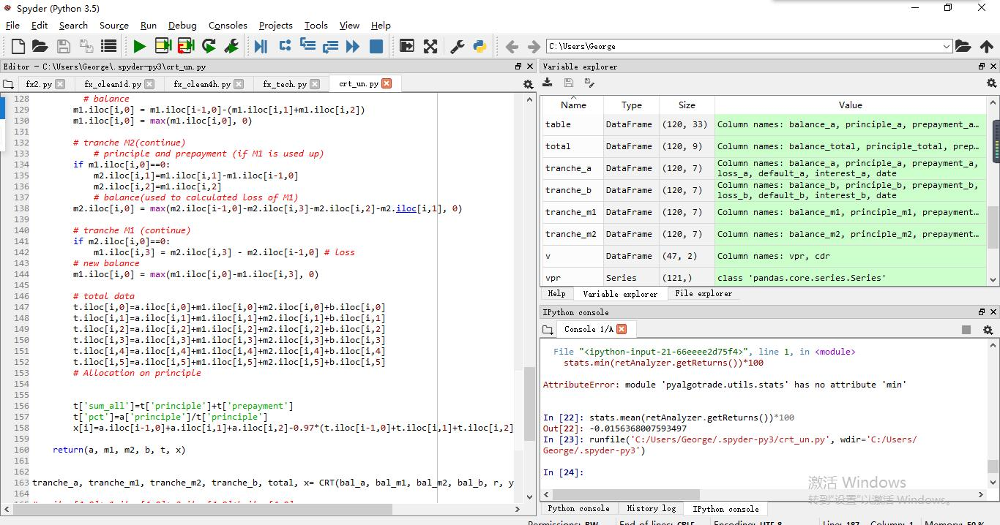 Spyder (Python 3.5)
File Edit Search Source Run Debug Consoles Projects Tools View Help
C:\Users\George
Editor - C:\Users\George\.spyder-py3\crt_un.py
fx2.py fx_clean1d.py fx_clean4h.py fx_tech.py crt_un.py
128 # balance
129 m1.iloc[i,0] = m1.iloc[i-1,0]-(m1.iloc[i,1]+m1.iloc[i,2])
130 m1.iloc[i,0] = max(m1.iloc[i,0], 0)
131
132 # tranche M2(continue)
133 # principle and prepayment (if M1 is used up)
134 if m1.iloc[i,0]==0:
135 m2.iloc[i,1]=m1.iloc[i,1]-m1.iloc[i-1,0]
136 m2.iloc[i,2]=m1.iloc[i,2]
137 # balance(used to calculated loss of M1)
138 m2.iloc[i,0] = max(m2.iloc[i-1,0]-m2.iloc[i,3]-m2.iloc[i,2]-m2.iloc[i,1], 0)
139
140 # tranche M1 (continue)
141 if m2.iloc[i,0]==0:
142 m1.iloc[i,3] = m2.iloc[i,3] - m2.iloc[i-1,0] # loss
143 # new balance
144 m1.iloc[i,0] = max(m1.iloc[i,0]-m1.iloc[i,3], 0)
145
146 # total data
147 t.iloc[i,0]=a.iloc[i,0]+m1.iloc[i,0]+m2.iloc[i,0]+b.iloc[i,0]
148 t.iloc[i,1]=a.iloc[i,1]+m1.iloc[i,1]+m2.iloc[i,1]+b.iloc[i,1]
149 t.iloc[i,2]=a.iloc[i,2]+m1.iloc[i,2]+m2.iloc[i,2]+b.iloc[i,2]
150 t.iloc[i,3]=a.iloc[i,3]+m1.iloc[i,3]+m2.iloc[i,3]+b.iloc[i,3]
151 t.iloc[i,4]=a.iloc[i,4]+m1.iloc[i,4]+m2.iloc[i,4]+b.iloc[i,4]
152 t.iloc[i,5]=a.iloc[i,5]+m1.iloc[i,5]+m2.iloc[i,5]+b.iloc[i,5]
153 # Allocation on principle
154
155
156 t['sum_all']=t['principle']+t['prepayment']
157 t['pct']=a['principle']/t['principle']
158 x[i]=a.iloc[i-1,0]+a.iloc[i,1]+a.iloc[i,2]-0.97*(t.iloc[i-1,0]+t.iloc[i,1]+t.iloc[i,2]
159
160 return(a, m1, m2, b, t, x)
161
162
163 tranche_a, tranche_m1, tranche_m2, tranche_b, total, x= CRT(bal_a, bal_m1, bal_m2, bal_b, r, y
164
Variable explorer
Name Type Size Value
table DataFrame (120, 33) Column names: balance_a, principle_a, prepayment_a…
total DataFrame (120, 9) Column names: balance_total, principle_total, prep…
tranche_a DataFrame (120, 7) Column names: balance_a, principle_a, prepayment_a,
loss_a, default_a, interest_a, date
tranche_b DataFrame (120, 7) Column names: balance_b, principle_b, prepayment_b,
loss_b, default_b, interest_b, date
tranche_m1 DataFrame (120, 7) Column names: balance_m1, principle_m1, prepayment…
tranche_m2 DataFrame (120, 7) Column names: balance_m2, principle_m2, prepayment…
v DataFrame (47, 2) Column names: vpr, cdr
vpr Series (121,) class 'pandas.core.series.Series'
Help Variable explorer File explorer
IPython console
Console 1/A
File "<ipython-input-21-66eeee2d75f4>", line 1, in <module>
stats.min(retAnalyzer.getReturns())*100
AttributeError: module 'pyalgotrade.utils.stats' has no attribute 'min'
In [22]: stats.mean(retAnalyzer.getReturns())*100
Out[22]: -0.0156368007593497
In [23]: runfile('C:/Users/George/.spyder-py3/crt_un.py', wdir='C:/Users/
George/.spyder-py3')
In [24]:
激活 Windows
转到"设置"以激活 Windows。
Python console History log IPython console
Permissions: RW End of lines: CRLF Encoding: UTF-8 Line: 187 Column: 1 Memory: 50 %